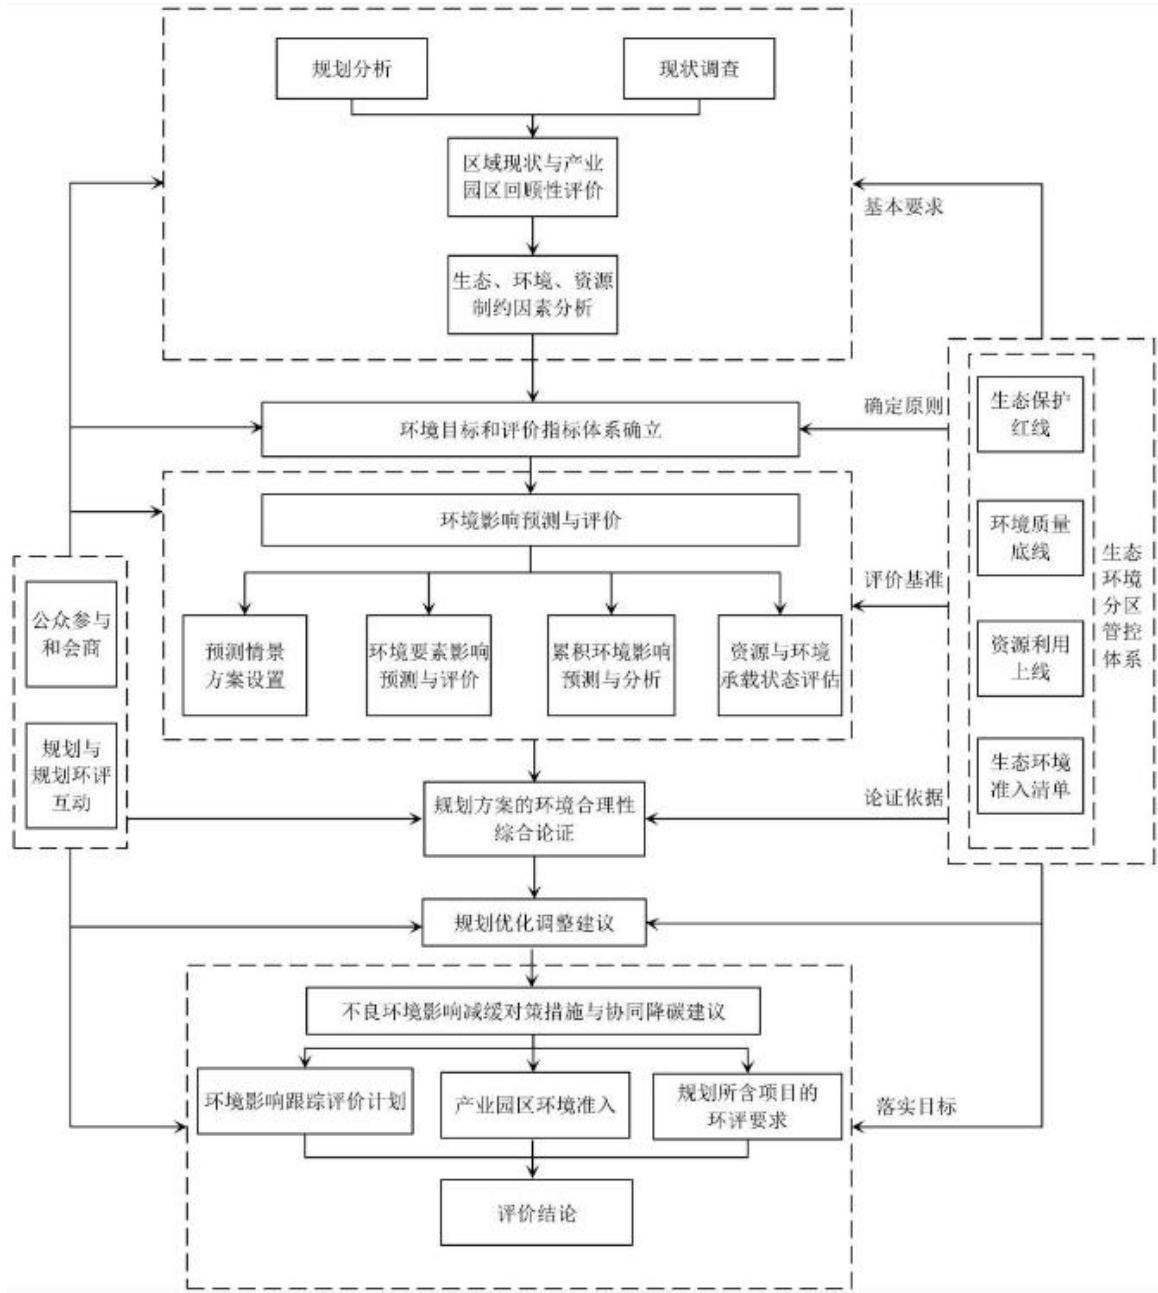 规划分析
现状调查
区域现状与产业
园区回顾性评价
基本要求
生态、环境、资源
制约因素分析
确定原则
环境目标和评价指标体系确立
生态保护
红线
环境影响预测与评价
环境质量
底线
评价基准
生态
环境
分区
管控
体系
公众参与
和会商
预测情景
方案设置
环境要素影响
预测与评价
累积环境影响
预测与分析
资源与环境
承载状态评估
资源利用
上线
规划与
规划环评
互动
生态环境
准入清单
规划方案的环境合理性
综合论证
论证依据
规划优化调整建议
不良环境影响减缓对策措施与协同降碳建议
环境影响跟踪评价计划
产业园区环境准入
规划所含项目的
环评要求
落实目标
评价结论